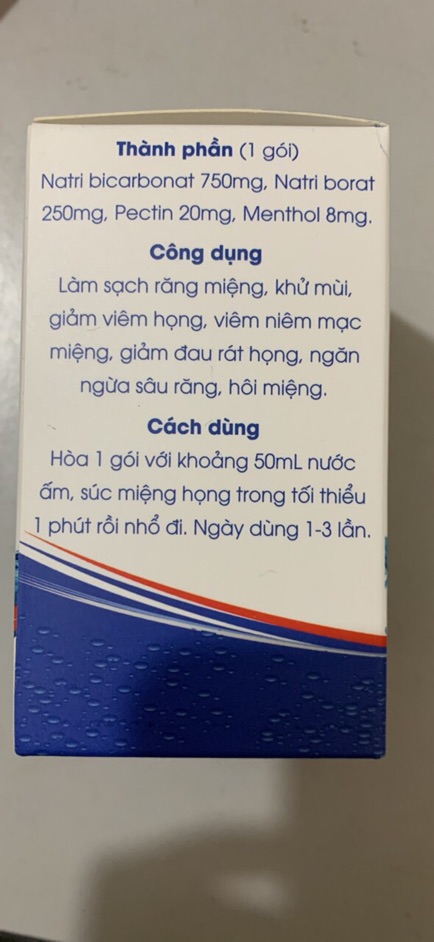 Thành phần (1 gói)
Natri bicarbonat 750mg, Natri borat
250mg, Pectin 20mg, Menthol 8mg.
Công dụng
Làm sạch răng miệng, khử mùi,
giảm viêm họng, viêm niêm mạc
miệng, giảm đau rát họng, ngăn
ngừa sâu răng, hôi miệng.
Cách dùng
Hòa 1 gói với khoảng 50mL nước
ấm, súc miệng họng trong tối thiểu
1 phút rồi nhổ đi. Ngày dùng 1-3 lần.